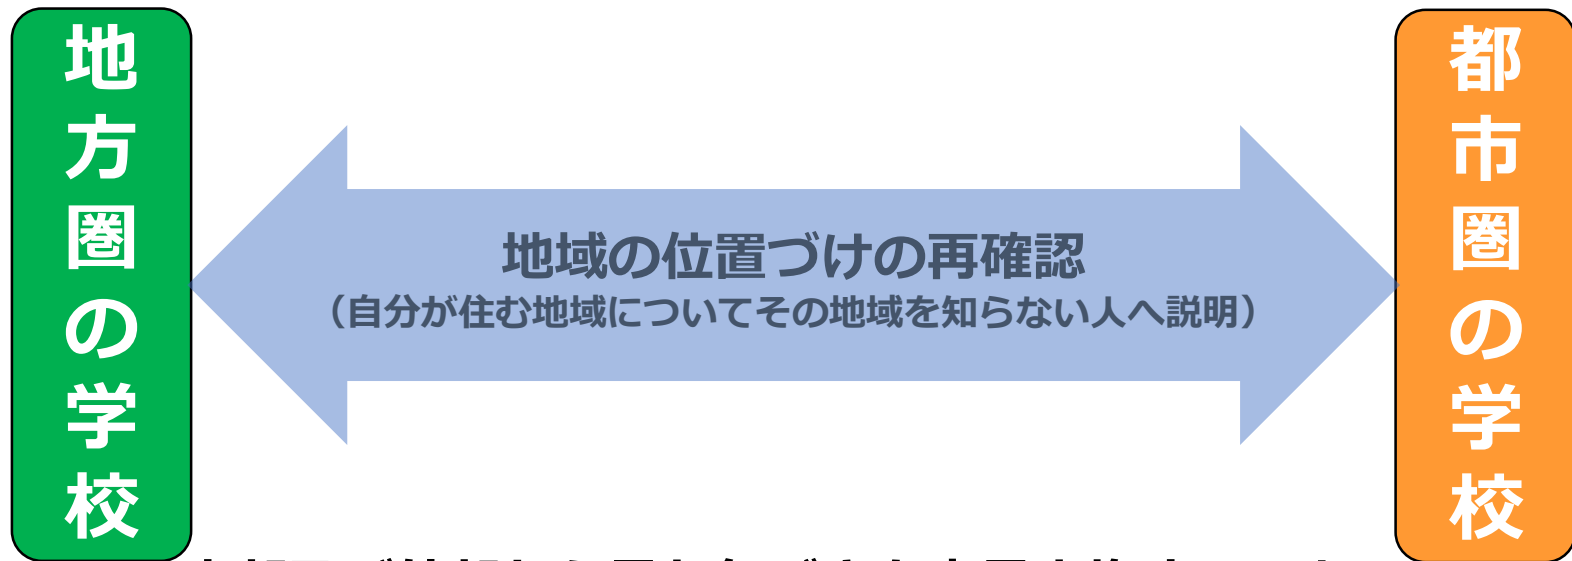 地方圏の学校
地域の位置づけの再確認
（自分が住む地域についてその地域を知らない人へ説明）
都市圏の学校